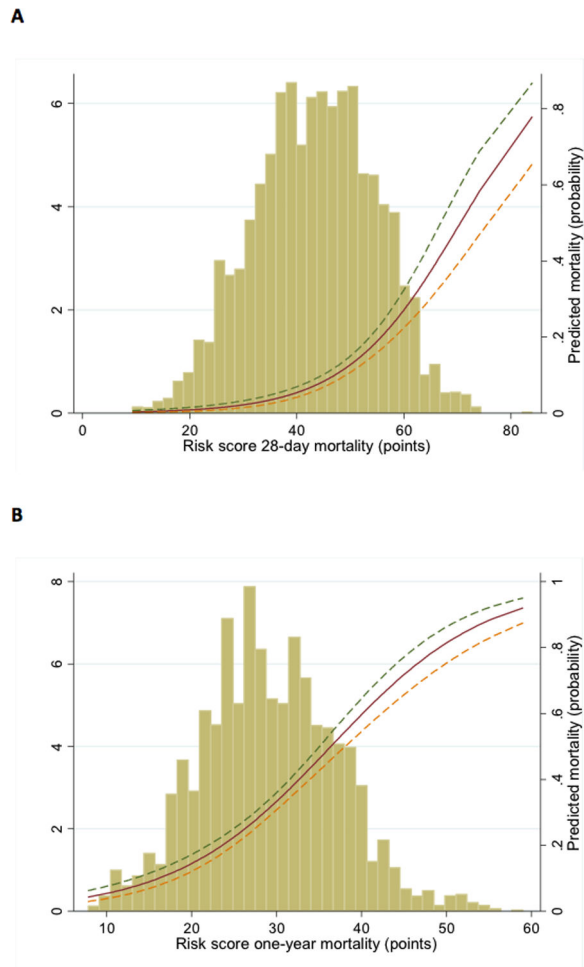 A
0 2 4 6
0 .2 .4 .6 .8
Predicted mortality (probability)
0 20 40 60 80
Risk score 28-day mortality (points)
B
0 2 4 6 8
0 .2 .4 .6 .8 1
Predicted mortality (probability)
10 20 30 40 50 60
Risk score one-year mortality (points)